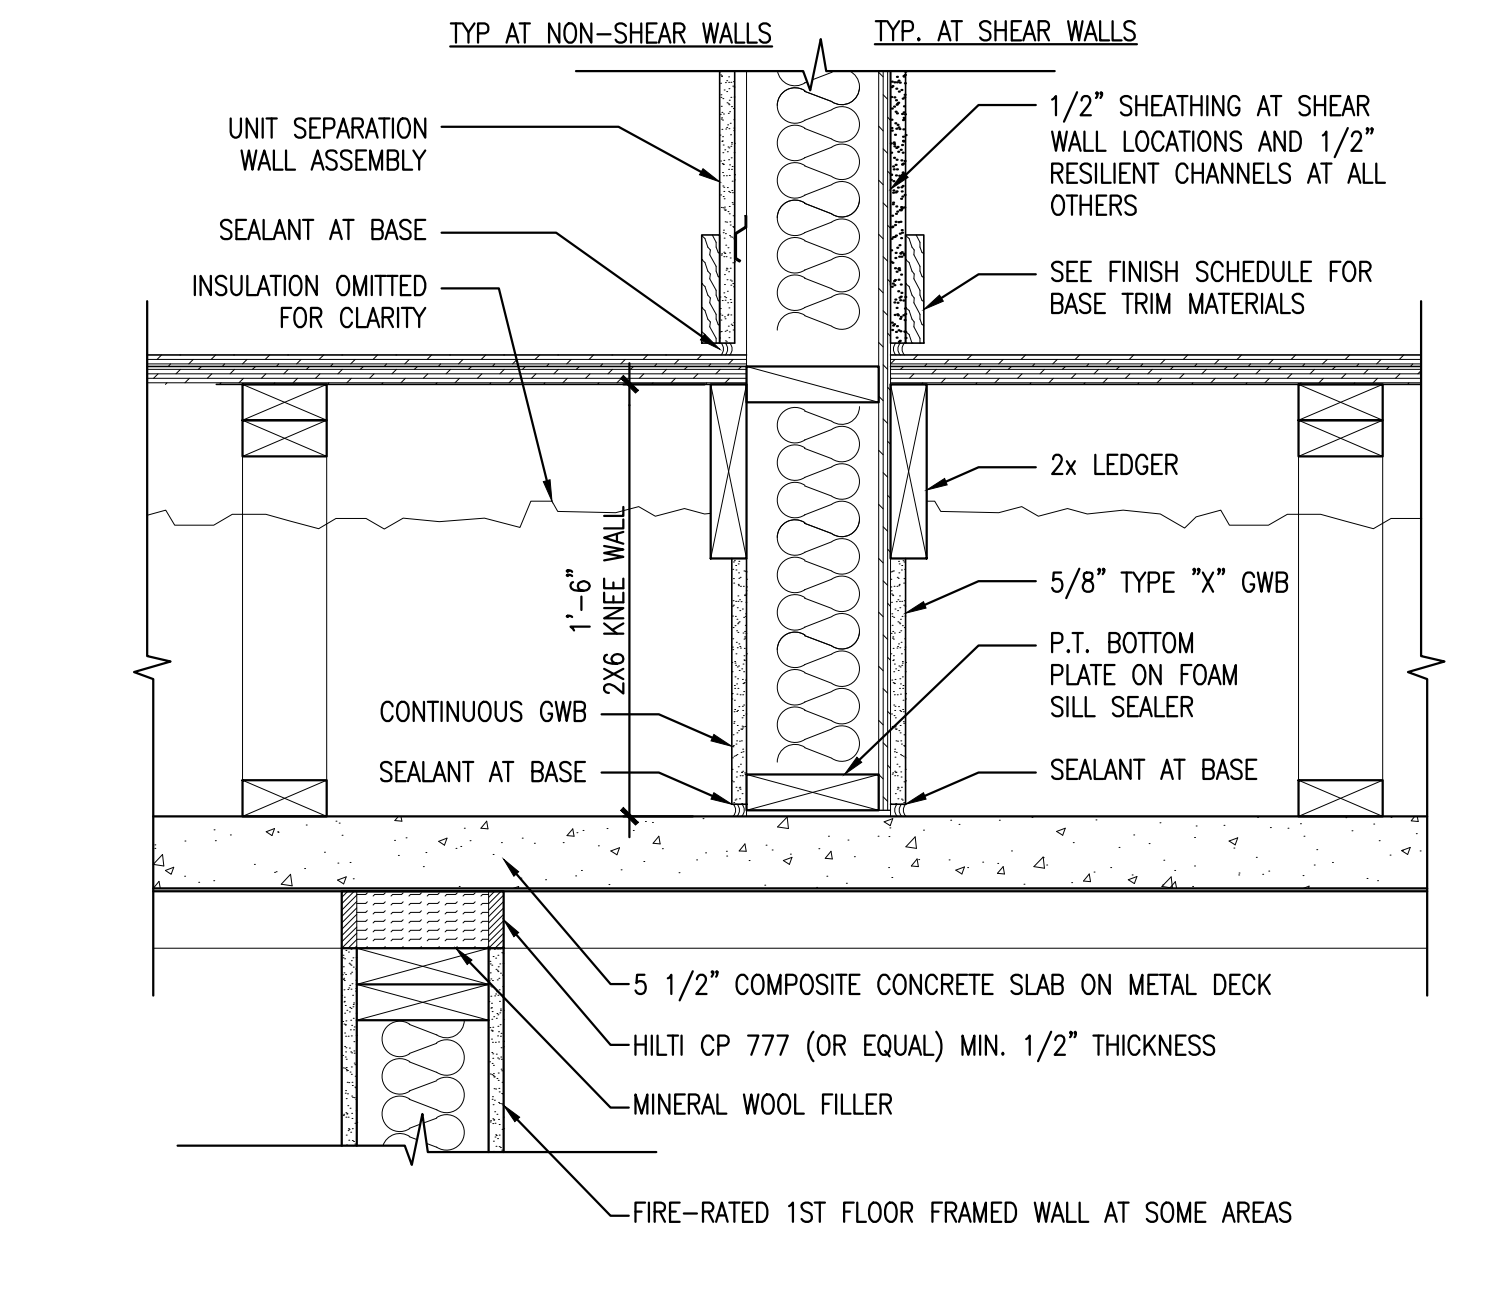 TYP AT NON-SHEAR WALLS
TYP. AT SHEAR WALLS
UNIT SEPARATION
WALL ASSEMBLY
SEALANT AT BASE
INSULATION OMITTED
FOR CLARITY
1/2" SHEATHING AT SHEAR
WALL LOCATIONS AND 1/2"
RESILIENT CHANNELS AT ALL
OTHERS
SEE FINISH SCHEDULE FOR
BASE TRIM MATERIALS
2x LEDGER
5/8" TYPE "X" GWB
P.T. BOTTOM
PLATE ON FOAM
SILL SEALER
SEALANT AT BASE
1'-6"
2X6 KNEE WALL
CONTINUOUS GWB
SEALANT AT BASE
5 1/2" COMPOSITE CONCRETE SLAB ON METAL DECK
HILTI CP 777 (OR EQUAL) MIN. 1/2" THICKNESS
MINERAL WOOL FILLER
FIRE-RATED 1ST FLOOR FRAMED WALL AT SOME AREAS